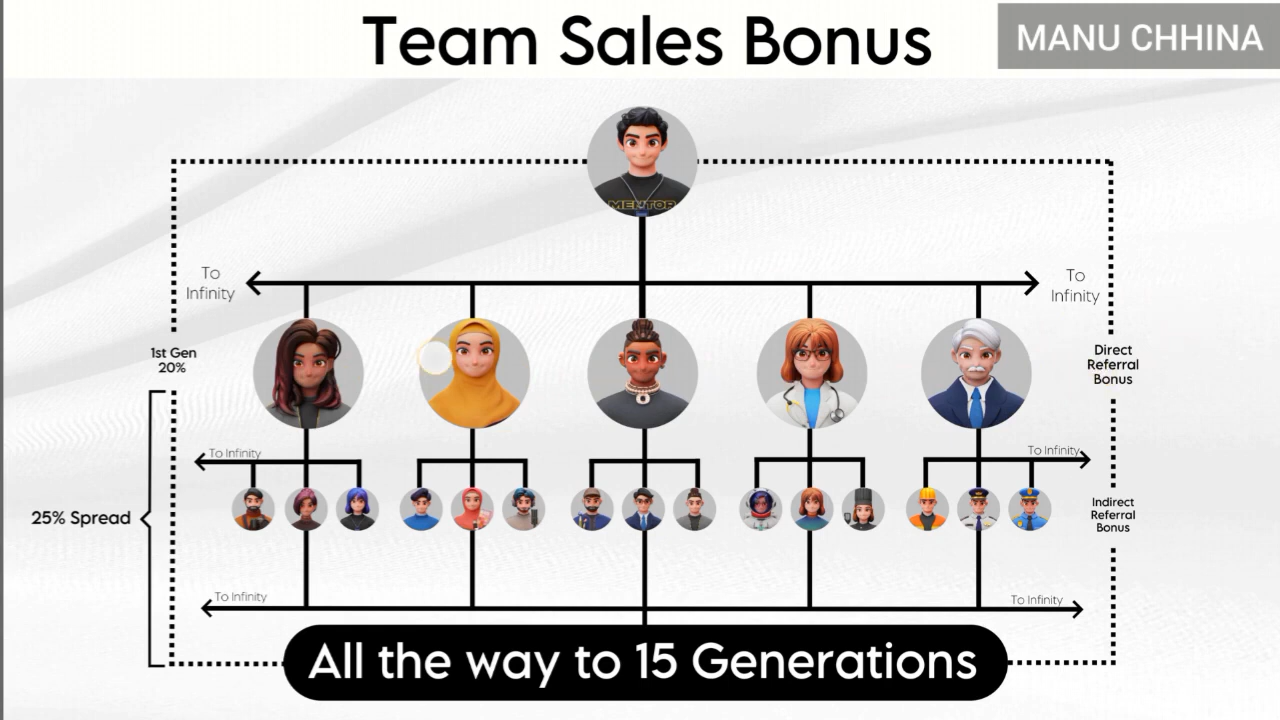 Team Sales Bonus
MANU CHHINA
MENTOR
To
Infinity
To
Infinity
1st Gen
20%
Direct
Referral
Bonus
To Infinity
To Infinity
25% Spread
Indirect
Referral
Bonus
To Infinity
To Infinity
All the way to 15 Generations